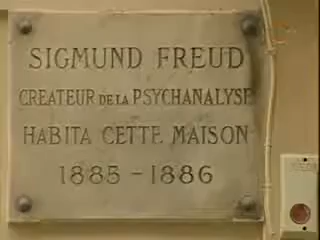 SIGMUND FREUD
CREATEUR DE LA PSYCHANALYSE
HABITA CETTE MAISON
1885 - 1886